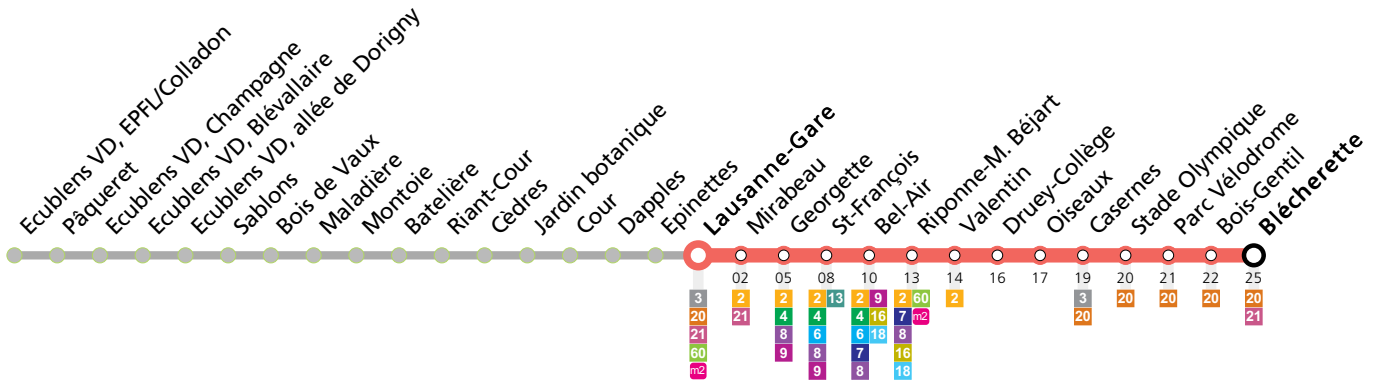 Ecublens VD, EPFL/Colladon
Pâqueret
Ecublens VD, Champagne
Ecublens VD, Blévallaire
Ecublens VD, allée de Dorigny
Sablons
Bois de Vaux
Maladière
Montoie
Batelière
Riant-Cour
Cèdres
Jardin botanique
Cour
Dapples
Epinettes
Lausanne-Gare
Mirabeau
Georgette
St-François
Bel-Air
Riponne-M. Béjart
Valentin
Druey-Collège
Oiseaux
Casernes
Stade Olympique
Parc Vélodrome
Bois-Gentil
Blécherette
02 05 08 10 13 14 16 17 19 20 21 22 25
3 2 2 2 13 2 9 2 60 2 3 20 20 20 20
20 21 4 4 4 16 7 m2 20 21
21 8 6 6 18 8
60 9 8 7 16
m2 9 8 18